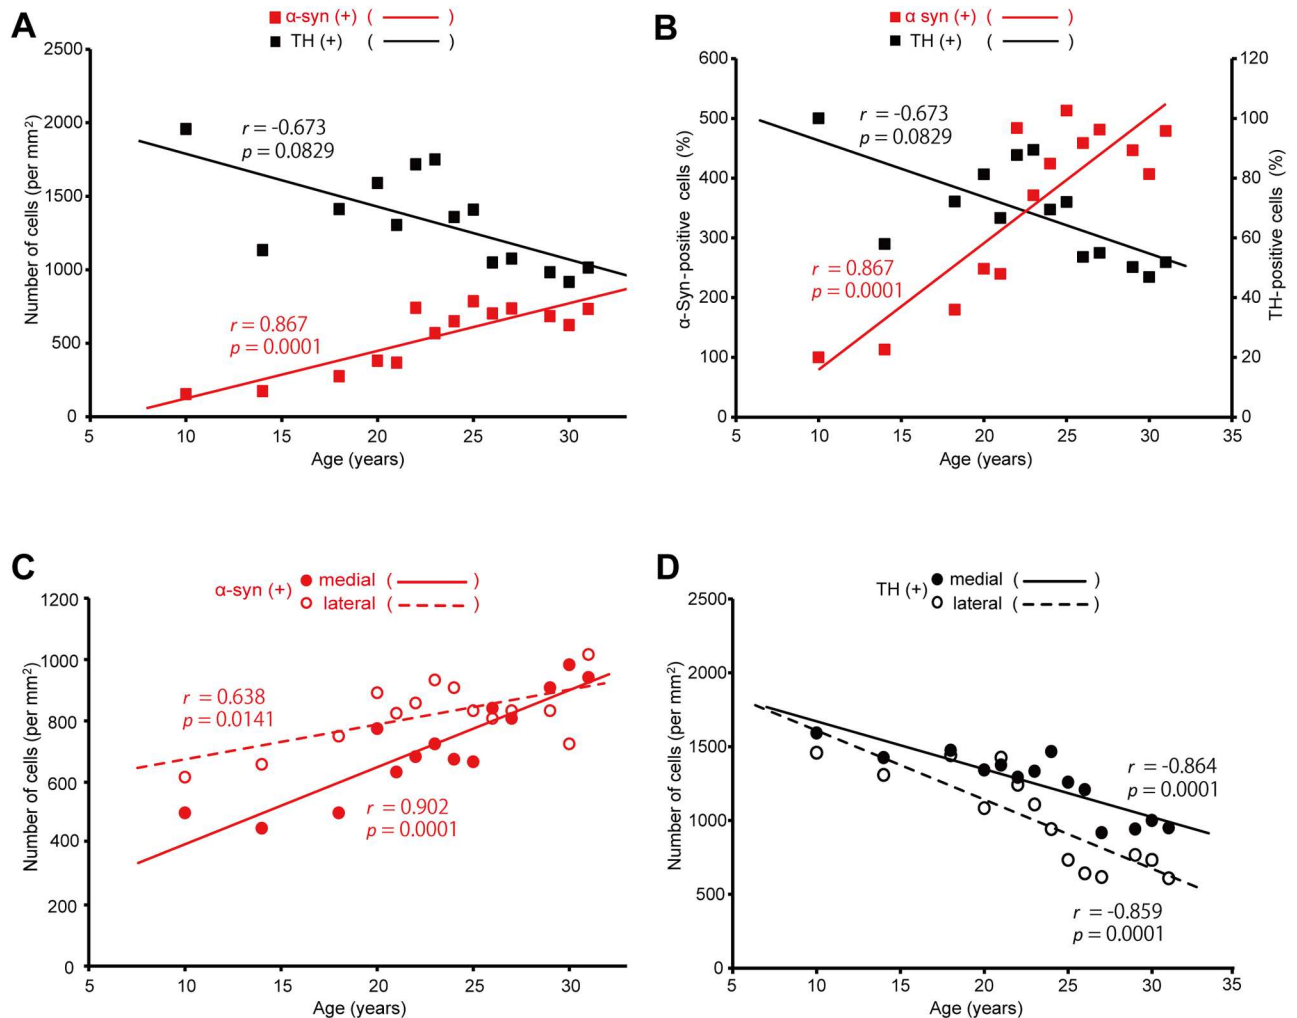 A
α-syn (+) ( )
TH (+) ( )
2500
2000
1500
1000
500
0
Number of cells (per mm²)
r = -0.673
p = 0.0829
r = 0.867
p = 0.0001
5 10 15 20 25 30
Age (years)
B
α syn (+) ( )
TH (+) ( )
600
500
400
300
200
100
0
α-Syn-positive cells (%)
r = -0.673
p = 0.0829
r = 0.867
p = 0.0001
120
100
80
60
40
20
0
TH-positive cells (%)
5 10 15 20 25 30 35
Age (years)
C
α-syn (+)
medial ( )
lateral ( )
1200
1000
800
600
400
200
0
Number of cells (per mm²)
r = 0.638
p = 0.0141
r = 0.902
p = 0.0001
5 10 15 20 25 30
Age (years)
D
TH (+)
medial ( )
lateral ( )
2500
2000
1500
1000
500
0
Number of cells (per mm²)
r = -0.864
p = 0.0001
r = -0.859
p = 0.0001
5 10 15 20 25 30 35
Age (years)